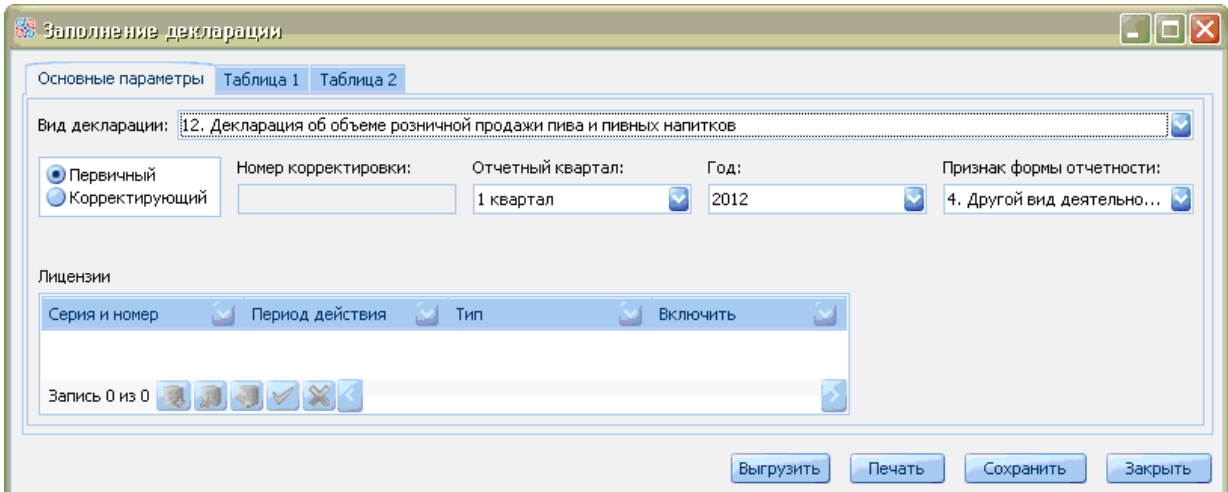 Заполнение декларации
Основные параметры Таблица 1 Таблица 2
Вид декларации: 12. Декларация об объеме розничной продажи пива и пивных напитков
Первичный
Корректирующий
Номер корректировки: Отчетный квартал: Год: Признак формы отчетности:
1 квартал 2012 4. Другой вид деятельно...
Лицензии
Серия и номер Период действия Тип Включить
Запись 0 из 0
Выгрузить Печать Сохранить Закрыть